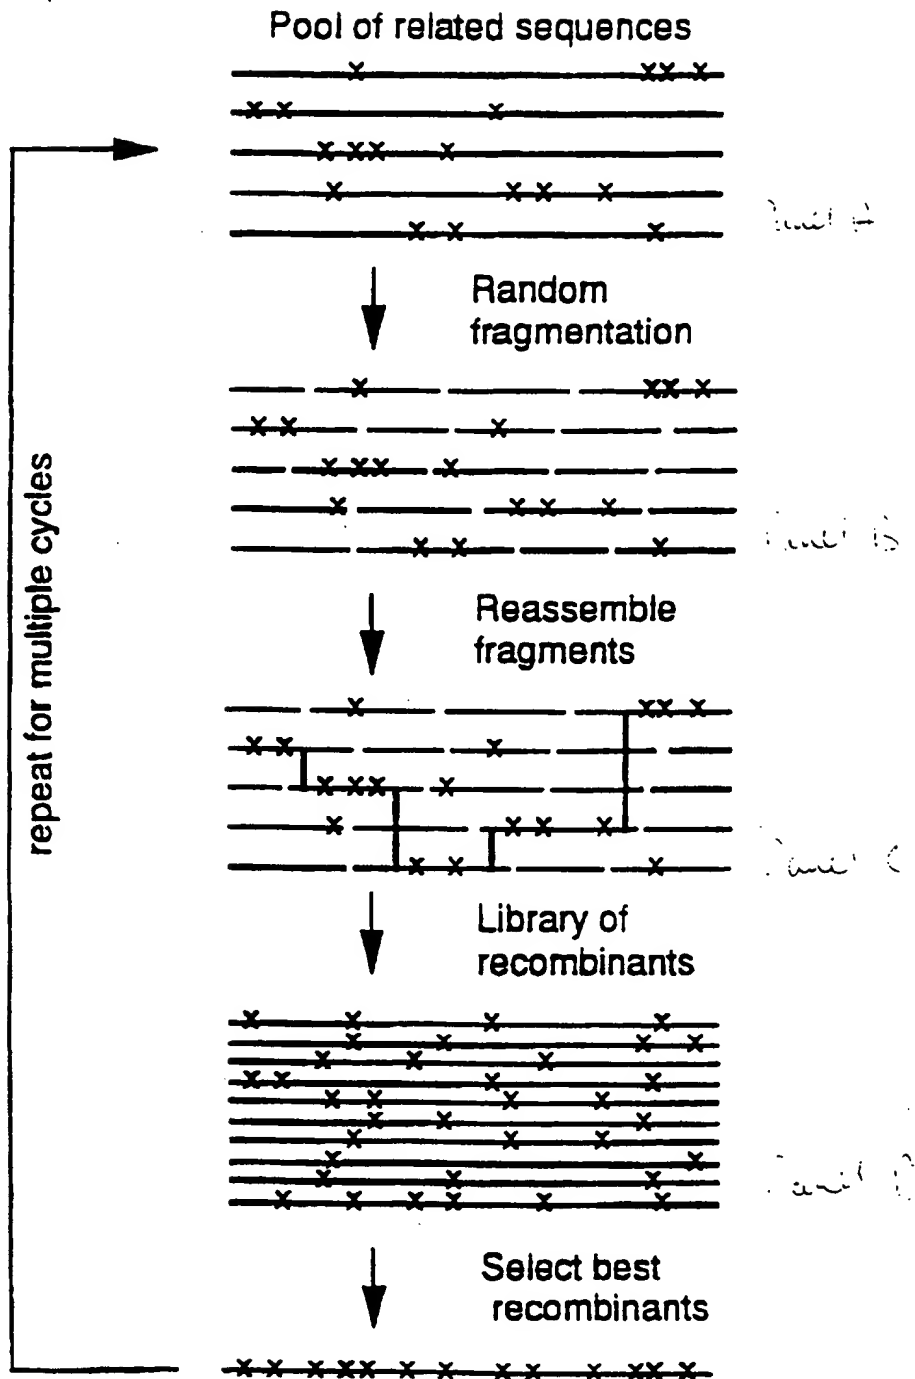 Pool of related sequences
Random
fragmentation
repeat for multiple cycles
Reassemble
fragments
Library of
recombinants
Select best
recombinants